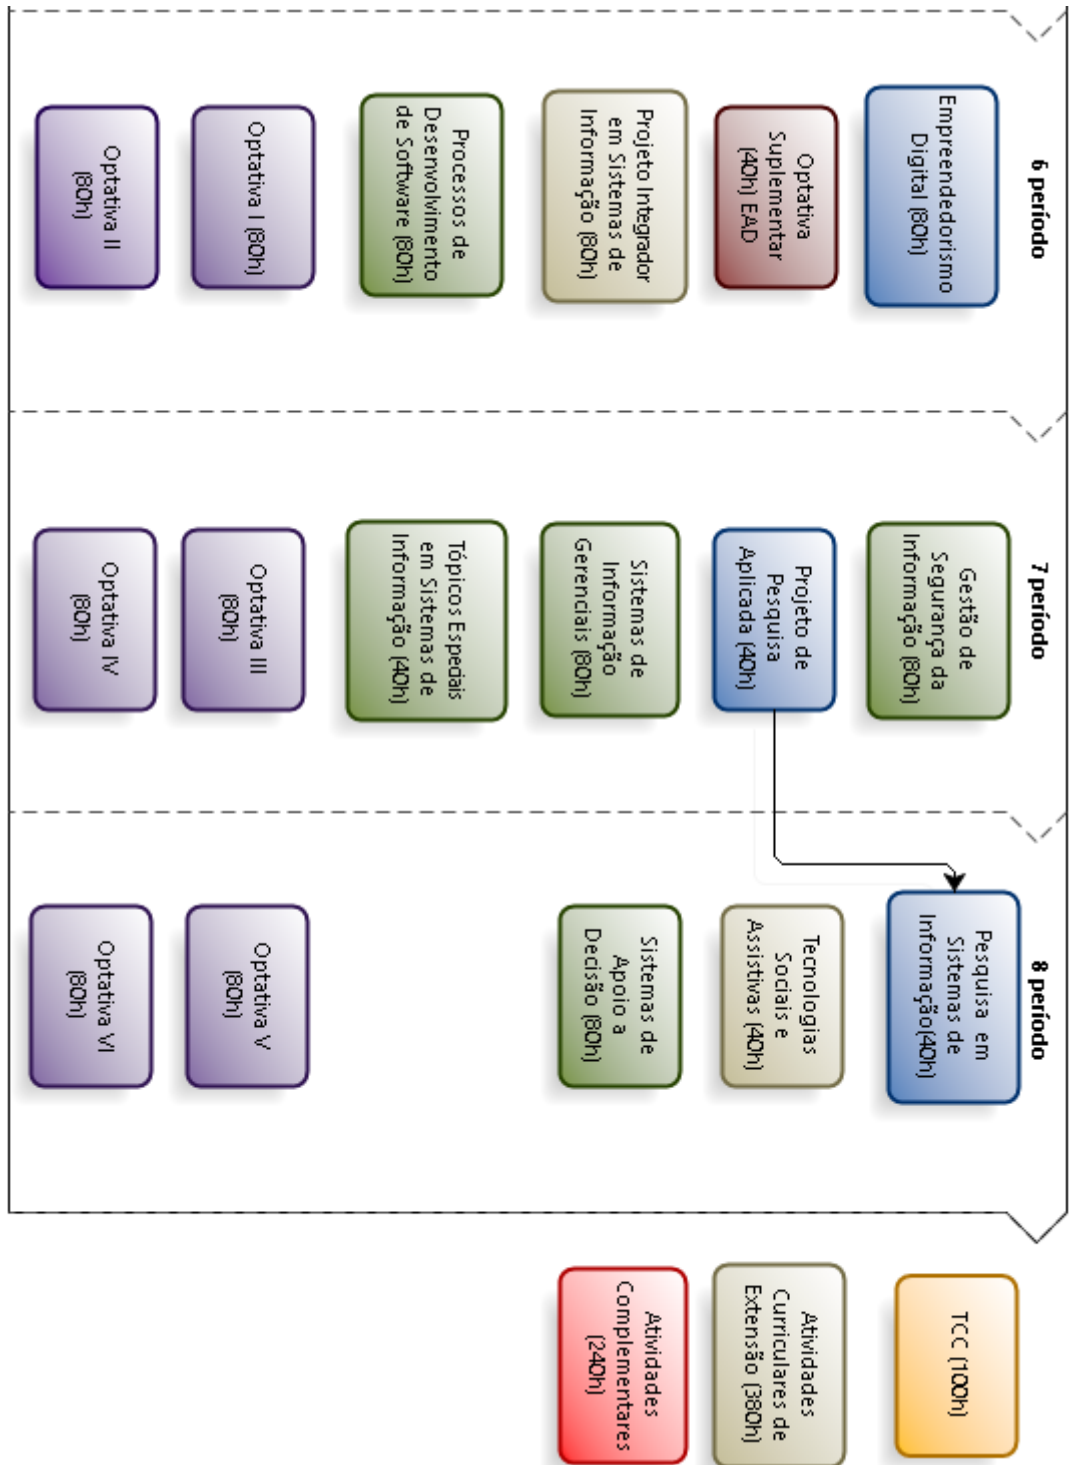 6 período
Empreendedorismo
Digital (80h)
Optativa
Suplementar
(40h) EAD
Projeto Integrador
em Sistemas de
Informação (80h)
Processos de
Desenvolvimento
de Software (80h)
Optativa I (80h)
Optativa II
(80h)
7 período
Gestão de
Segurança da
Informação (80h)
Projeto de
Pesquisa
Aplicada (40h)
Sistemas de
Informação
Gerenciais (80h)
Tópicos Especiais
em Sistemas de
Informação (40h)
Optativa III
(80h)
Optativa IV
(80h)
8 período
Pesquisa em
Sistemas de
Informação(40h)
Tecnologias
Sociais e
Assistivas (40h)
Sistemas de
Apoio a
Decisão (80h)
Optativa V
(80h)
Optativa VI
(80h)
TCC (100h)
Atividades
Curriculares de
Extensão (380h)
Atividades
Complementares
(240h)